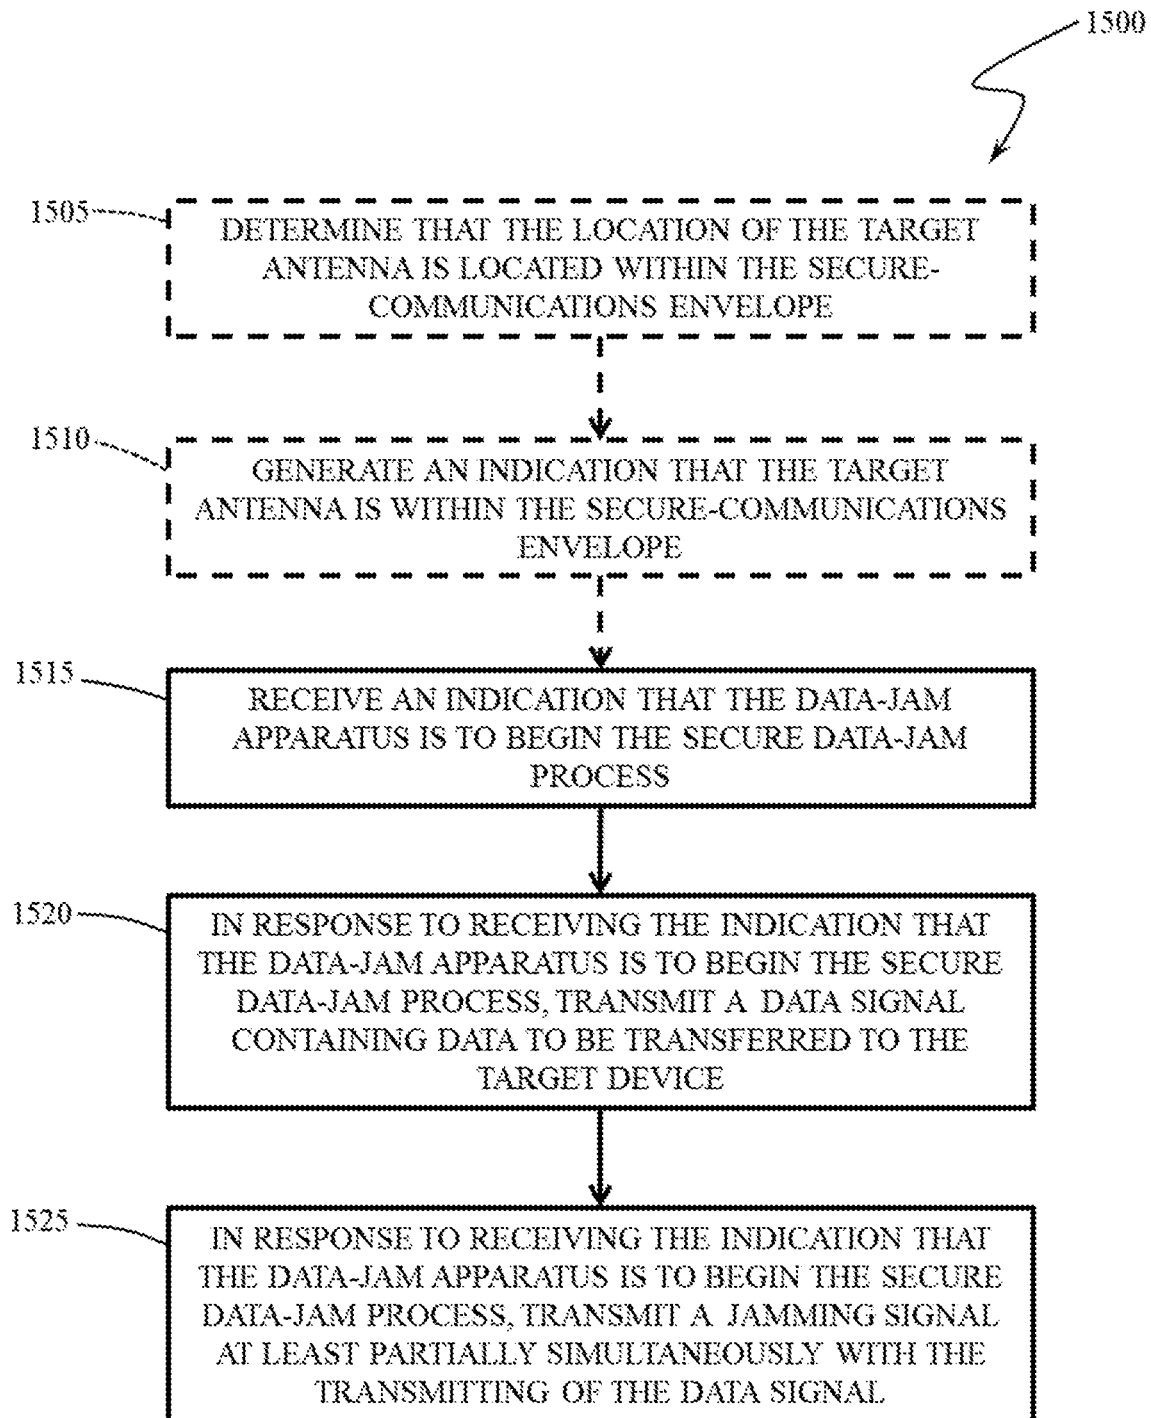 1500
1505
DETERMINE THAT THE LOCATION OF THE TARGET
ANTENNA IS LOCATED WITHIN THE SECURE-
COMMUNICATIONS ENVELOPE
1510
GENERATE AN INDICATION THAT THE TARGET
ANTENNA IS WITHIN THE SECURE-COMMUNICATIONS
ENVELOPE
1515
RECEIVE AN INDICATION THAT THE DATA-JAM
APPARATUS IS TO BEGIN THE SECURE DATA-JAM
PROCESS
1520
IN RESPONSE TO RECEIVING THE INDICATION THAT
THE DATA-JAM APPARATUS IS TO BEGIN THE SECURE
DATA-JAM PROCESS, TRANSMIT A DATA SIGNAL
CONTAINING DATA TO BE TRANSFERRED TO THE
TARGET DEVICE
1525
IN RESPONSE TO RECEIVING THE INDICATION THAT
THE DATA-JAM APPARATUS IS TO BEGIN THE SECURE
DATA-JAM PROCESS, TRANSMIT A JAMMING SIGNAL
AT LEAST PARTIALLY SIMULTANEOUSLY WITH THE
TRANSMITTING OF THE DATA SIGNAL